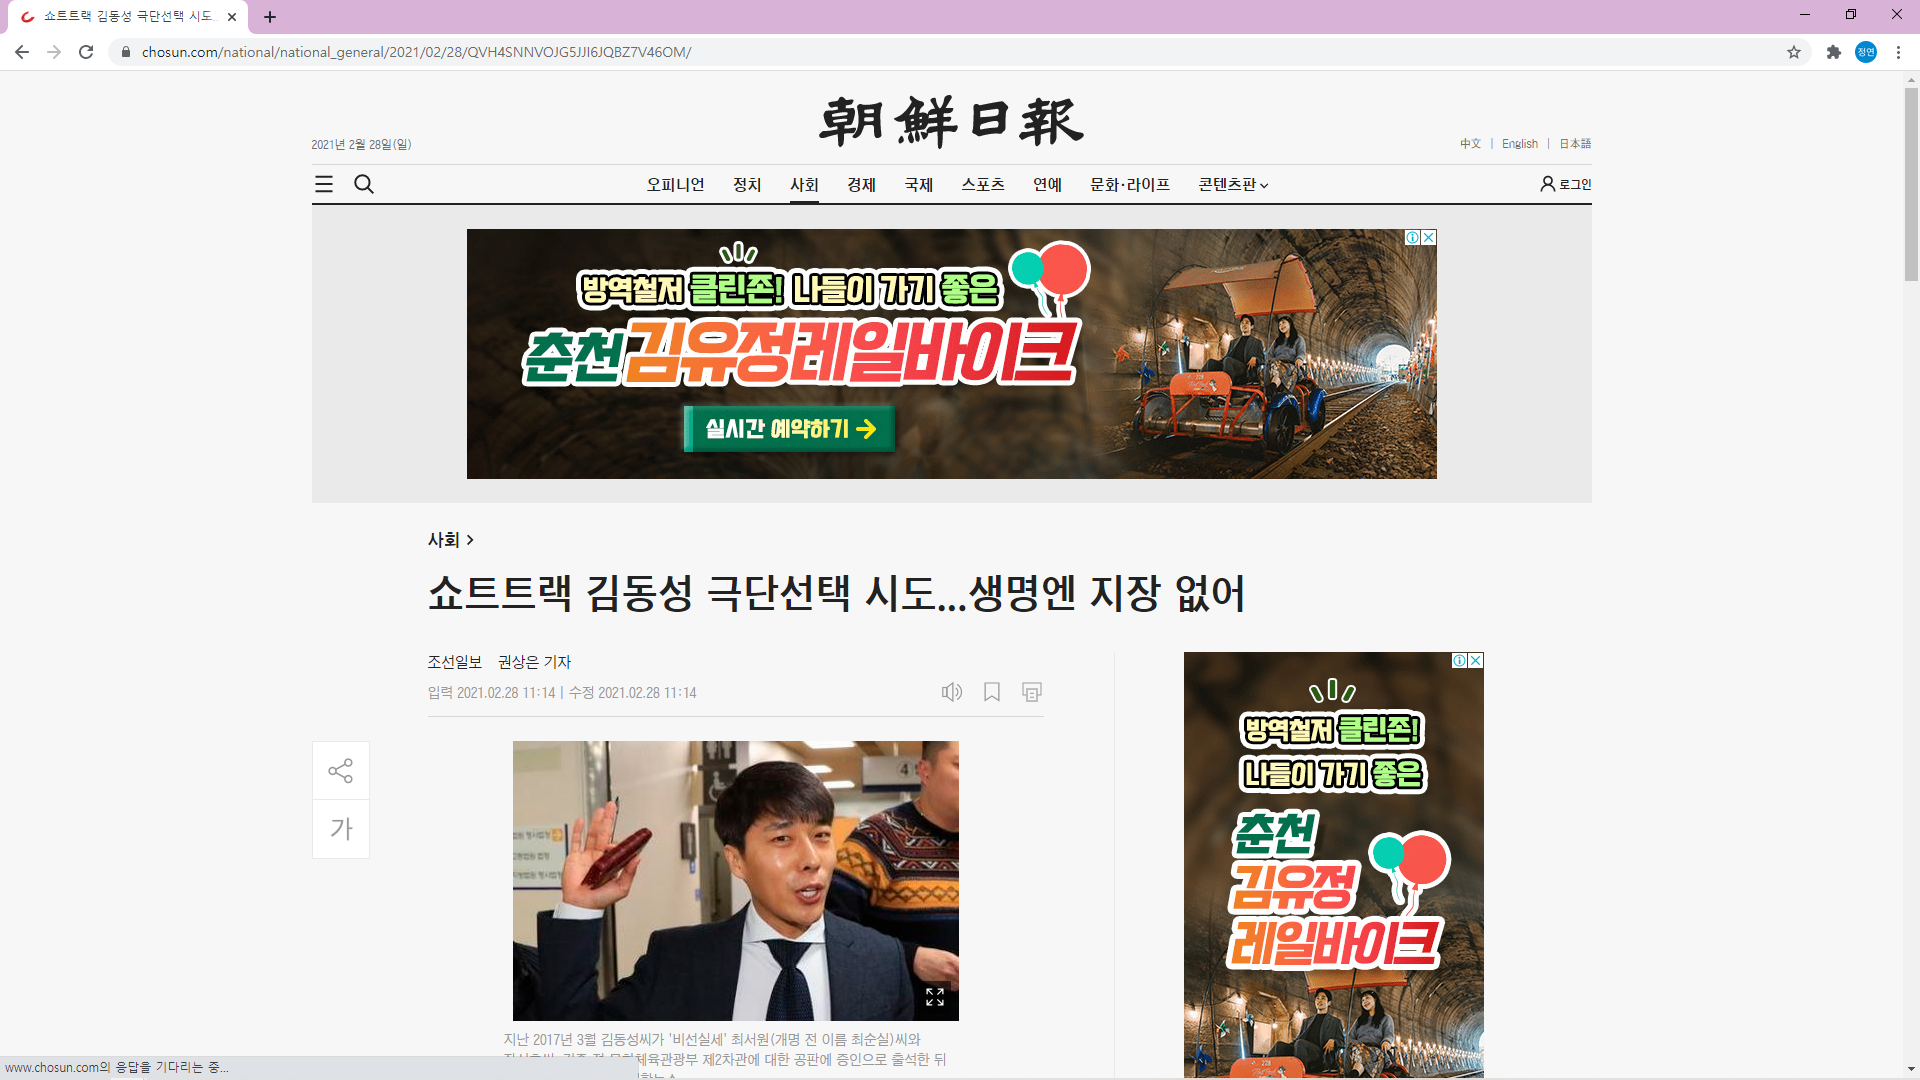 쇼트트랙 김동성 극단선택 시도...
chosun.com/national/national_general/2021/02/28/QVH4SNNVOJG5JJI6JQBZ7V46OM/
정연
朝鮮日報
2021년 2월 28일(일)
中文 | English | 日本語
오피니언 정치 사회 경제 국제 스포츠 연예 문화·라이프 콘텐츠판
로그인
방역철저 클린존! 나들이 가기 좋은
춘천 김유정레일바이크
실시간 예약하기 →
사회 >
쇼트트랙 김동성 극단선택 시도...생명엔 지장 없어
조선일보 권상은 기자
입력 2021.02.28 11:14 | 수정 2021.02.28 11:14
가
4
방역철저 클린존!
나들이 가기 좋은
춘천
김유정
레일바이크
지난 2017년 3월 김동성씨가 '비선실세' 최서원(개명 전 이름 최순실)씨와
제2차관에 대한 공판에 증인으로 출석한 뒤
www.chosun.com의 응답을 기다리는 중...